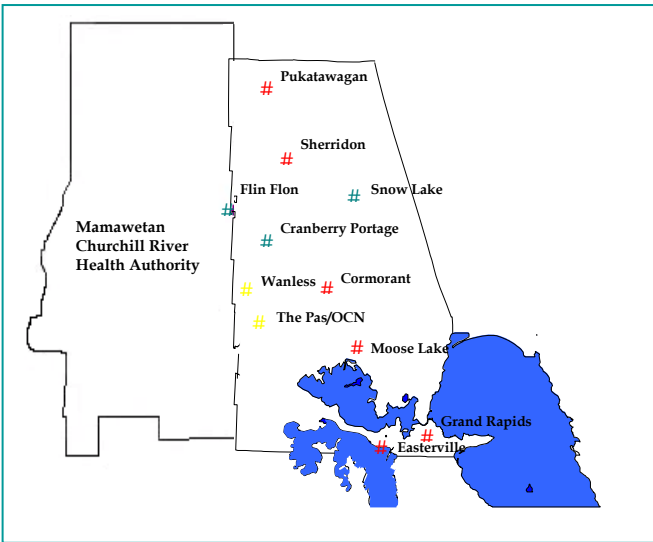 Pukatawagan
#
Sherridon
#
Flin Flon
#
Snow Lake
#
Mamawetan
Churchill River
Health Authority
Cranberry Portage
#
Wanless
#
Cormorant
#
The Pas/OCN
#
Moose Lake
#
Grand Rapids
#
Easterville
#